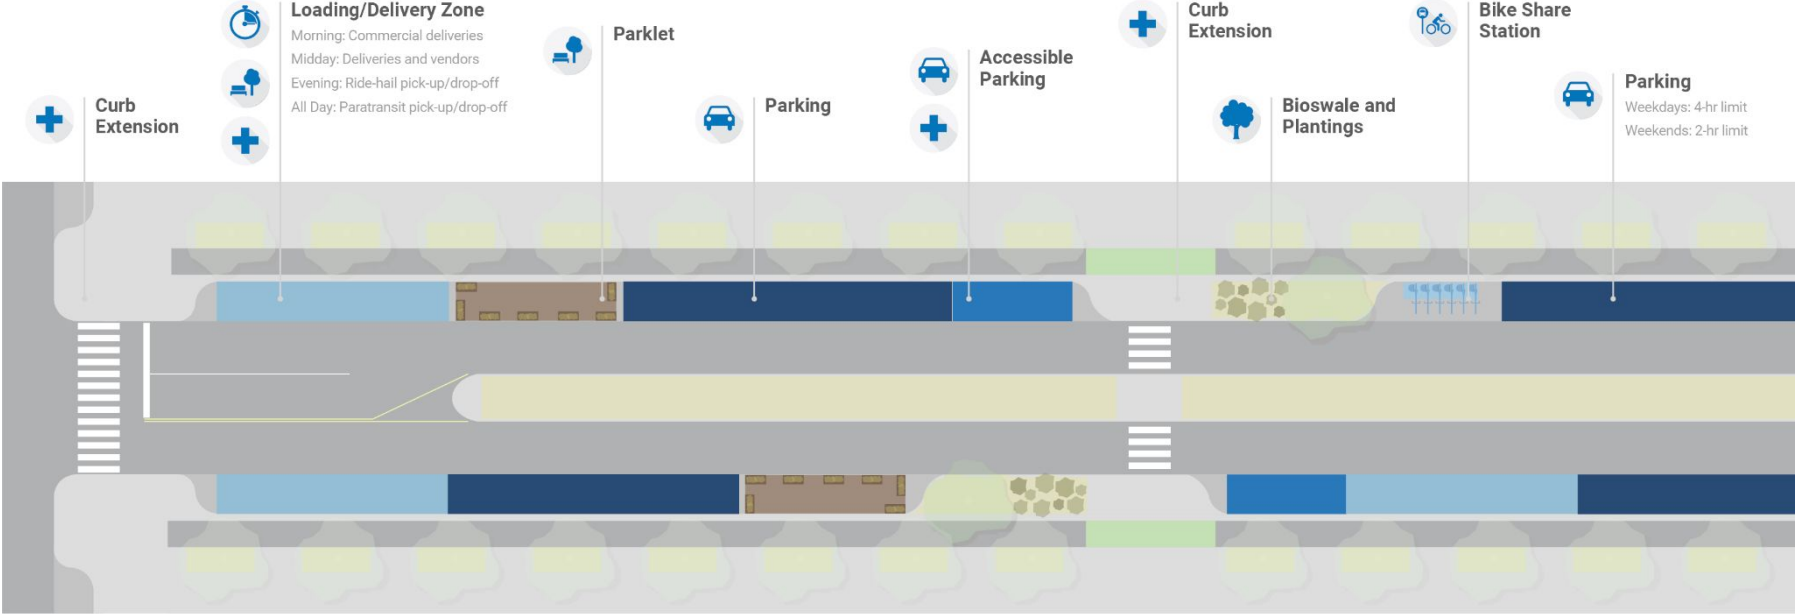 Curb
Extension
Loading/Delivery Zone
Morning: Commercial deliveries
Midday: Deliveries and vendors
Evening: Ride-hail pick-up/drop-off
All Day: Paratransit pick-up/drop-off
Parklet
Parking
Accessible
Parking
Curb
Extension
Bioswale and
Plantings
Bike Share
Station
Parking
Weekdays: 4-hr limit
Weekends: 2-hr limit